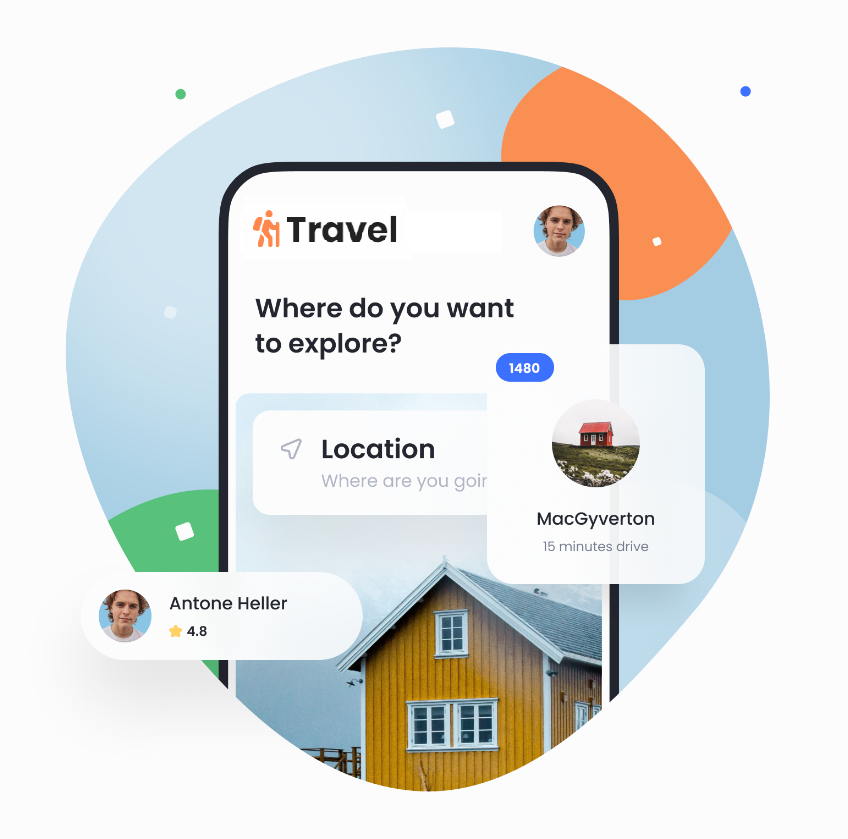 Travel
Where do you want
to explore?
1480
Location
Where are you goin
MacGyverton
15 minutes drive
Antone Heller
4.8